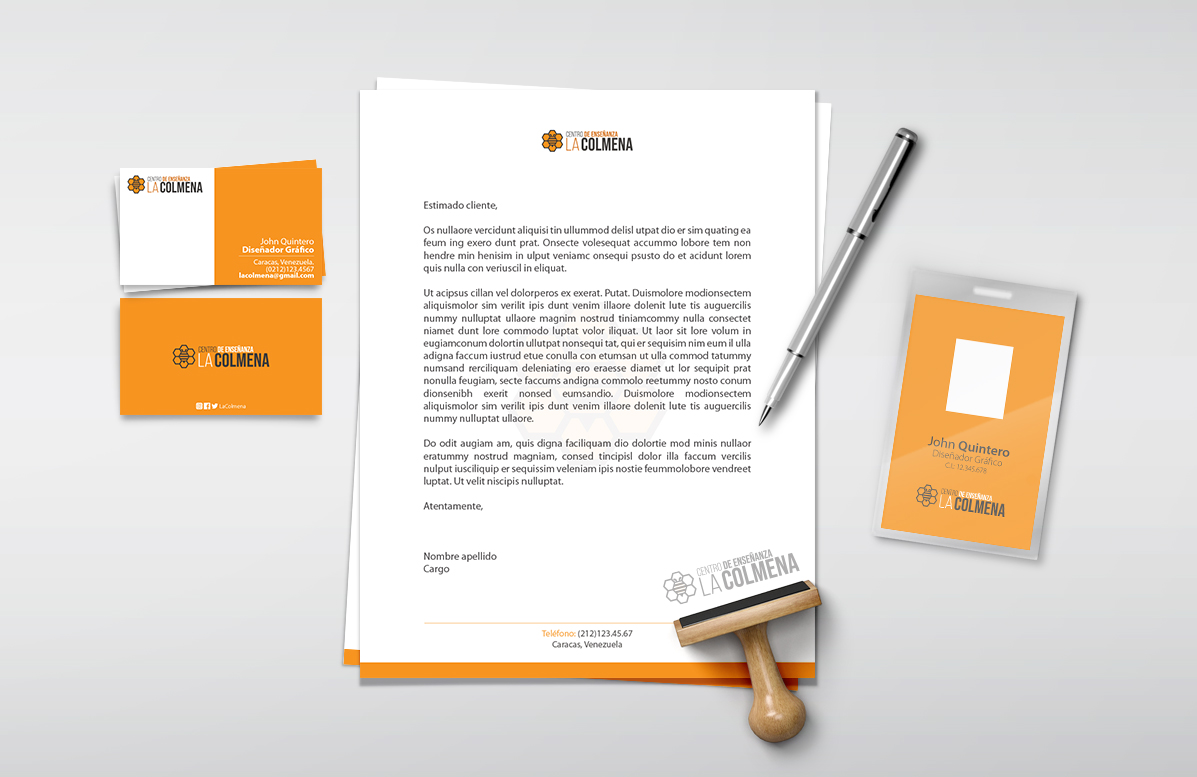 CENTRO DE ENSEÑANZA
LA COLMENA
John Quintero
Diseñador Gráfico
Caracas, Venezuela.
(0212)123.4567
lacolmena@gmail.com
CENTRO DE ENSEÑANZA
LA COLMENA
LaColmena
CENTRO DE ENSEÑANZA
LA COLMENA
Estimado cliente,
Os nullaore vercidunt aliquisi tin ullummod delisl utpat dio er sim quating ea
feum ing exero dunt prat. Onsecte volesequat accummo lobore tem non
hendre min henisim in ulput veniamc onsequi psusto do et acidunt lorem
quis nulla con veriuscil in eliquat.
Ut acipsus cillan vel dolorperos ex exerat. Putat. Duismolore modionsectem
aliquismolor sim verilit ipis dunt venim illaore dolenit lute tis auguercilis
nummy nulluptat ullaore magnim nostrud tiniamcommy nulla consectet
niamet dunt lore commodo luptat volor iliquat. Ut laor sit lore volum in
eugiamconum dolortin ullutpat nonsequi tat, qui er sequisim nim eum il ulla
adigna faccum iustrud etue conulla con etumsan ut ulla commod tatummy
numsand rerciliquam deleniating ero eraesse diamet ut lor sequipit prat
nonulla feugiam, secte faccums andigna commolo reetummy nosto conum
dionsenibh exerit nonsed eumsandio. Duismolore modionsectem
aliquismolor sim verilit ipis dunt venim illaore dolenit lute tis auguercilis
nummy nulluptat ullaore.
Do odit augiam am, quis digna faciliquam dio dolortie mod minis nullaor
eratummy nostrud magniam, consed tincipisl dolor illa faccum vercilis
nulput iusciliquip er sequissim veleniam ipis nostie feummolobore vendreet
luptat. Ut velit niscipis nulluptat.
Atentamente,
Nombre apellido
Cargo
CENTRO DE ENSEÑANZA
LA COLMENA
Teléfono: (212)123.45.67
Caracas, Venezuela
John Quintero
Diseñador Gráfico
C.I.: 12.345.678
CENTRO DE ENSEÑANZA
LA COLMENA